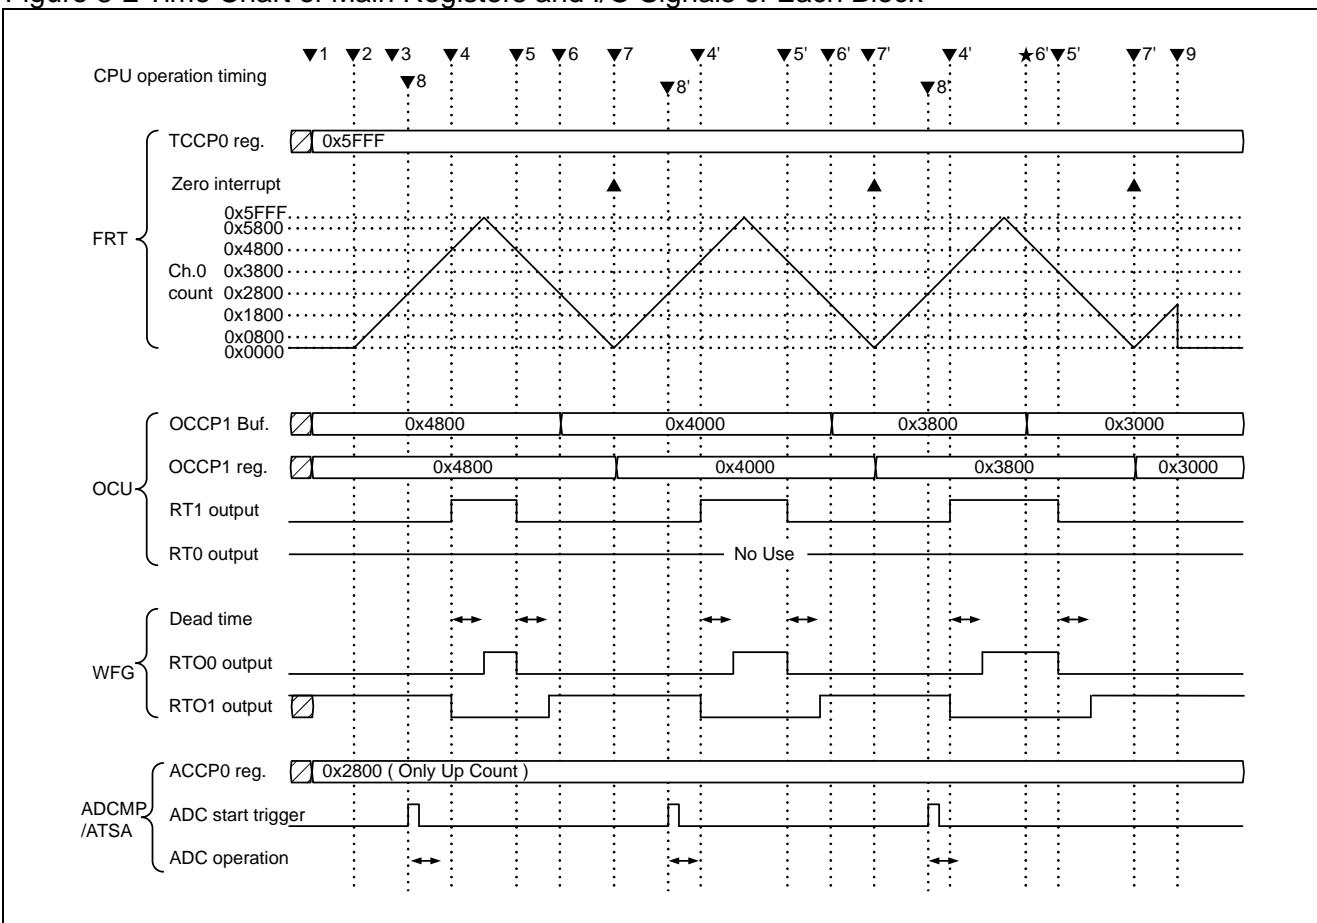 Figure 3-2 Time Chart of Main Registers and I/O Signals of Each Block
▼1 ▼2 ▼3 ▼4 ▼5 ▼6 ▼7 ▼4' ▼5' ▼6' ▼7' ▼4' ★6' ▼5' ▼7' ▼9
CPU operation timing
▼8 ▼8' ▼8'
TCCP0 reg. 0x5FFF
Zero interrupt
FRT
0x5FFF
0x5800
0x4800
Ch.0 0x3800
count 0x2800
0x1800
0x0800
0x0000
OCU
OCCP1 Buf. 0x4800 0x4000 0x3800 0x3000
OCCP1 reg. 0x4800 0x4000 0x3800 0x3000
RT1 output
RT0 output No Use
WFG
Dead time
RTO0 output
RTO1 output
ADCMP
/ATSA
ACCP0 reg. 0x2800 ( Only Up Count )
ADC start trigger
ADC operation